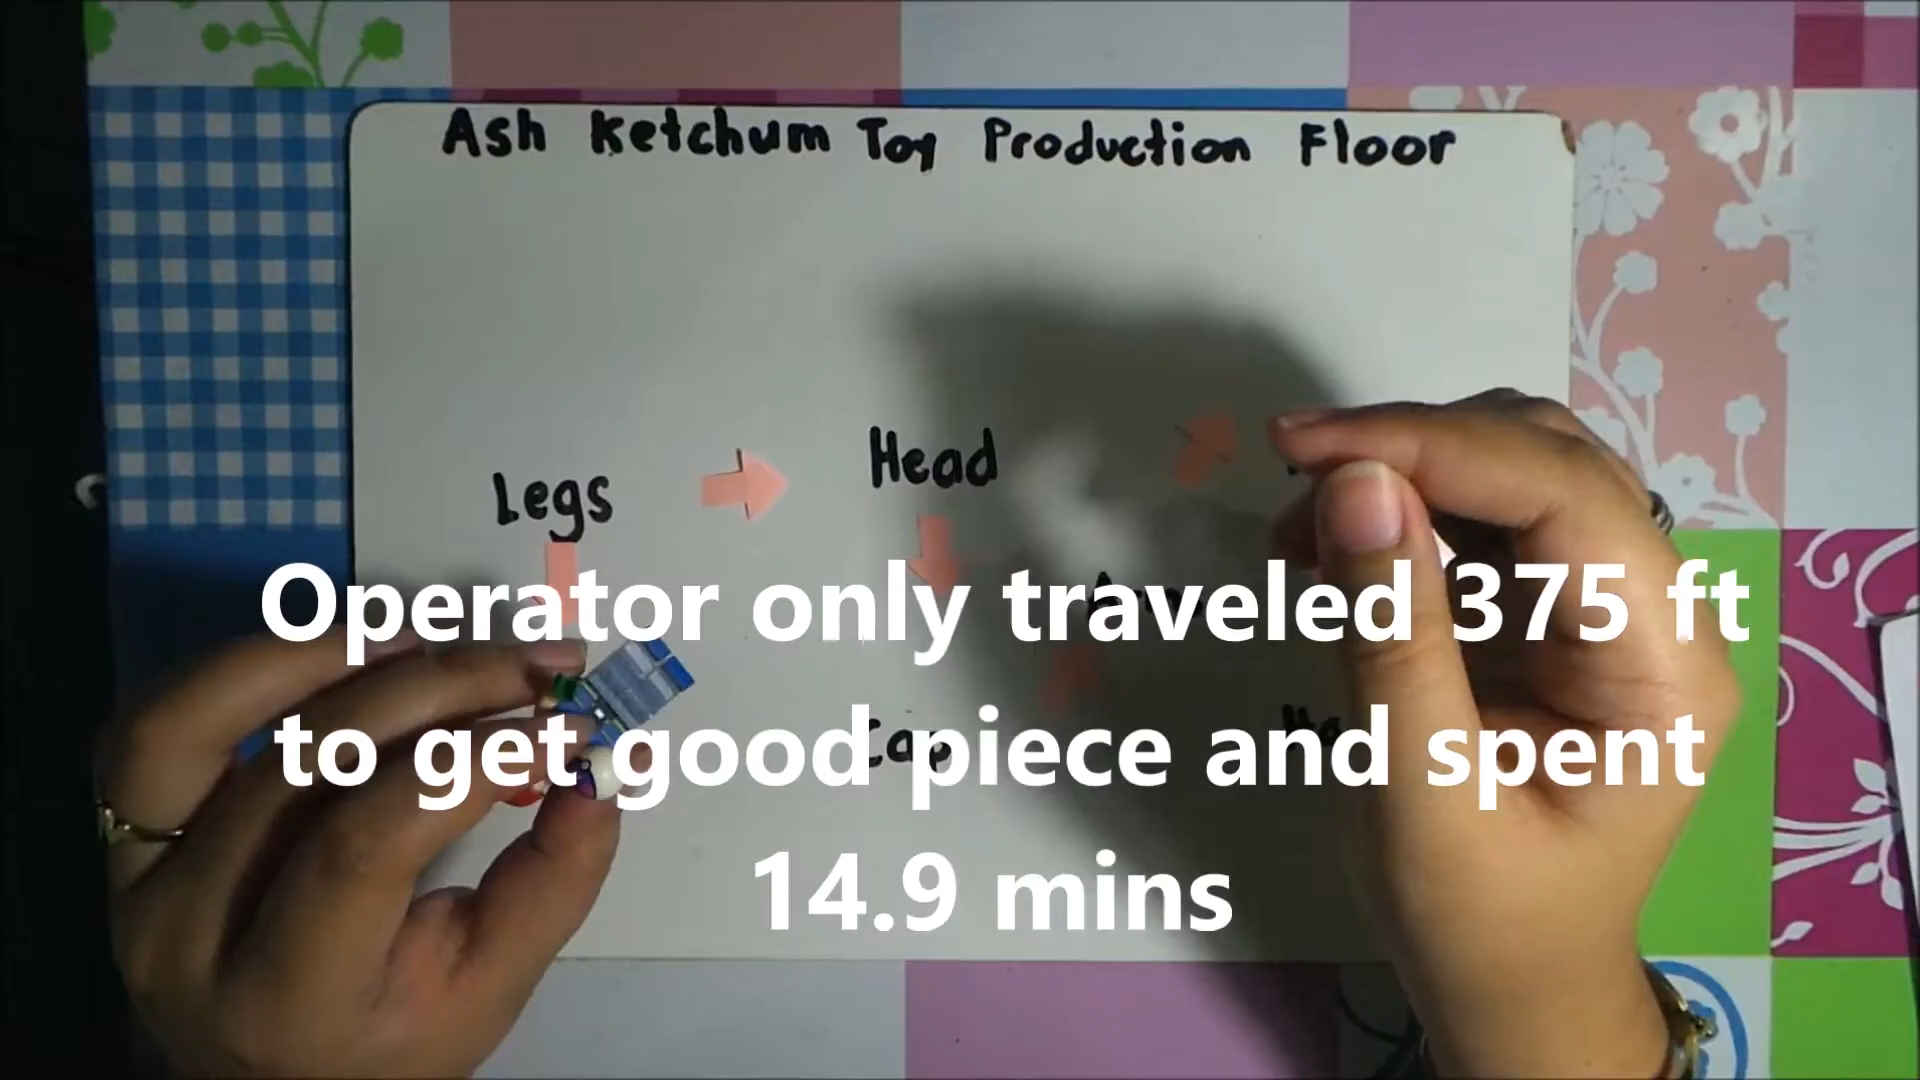 Ash Ketchum Toy Production Floor
Head
Legs
Operator only traveled 375 ft
to get good piece and spent
14.9 mins